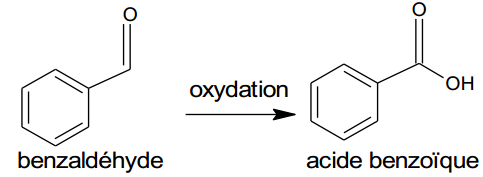 O
O
OH
oxydation
benzaldéhyde
acide benzoïque